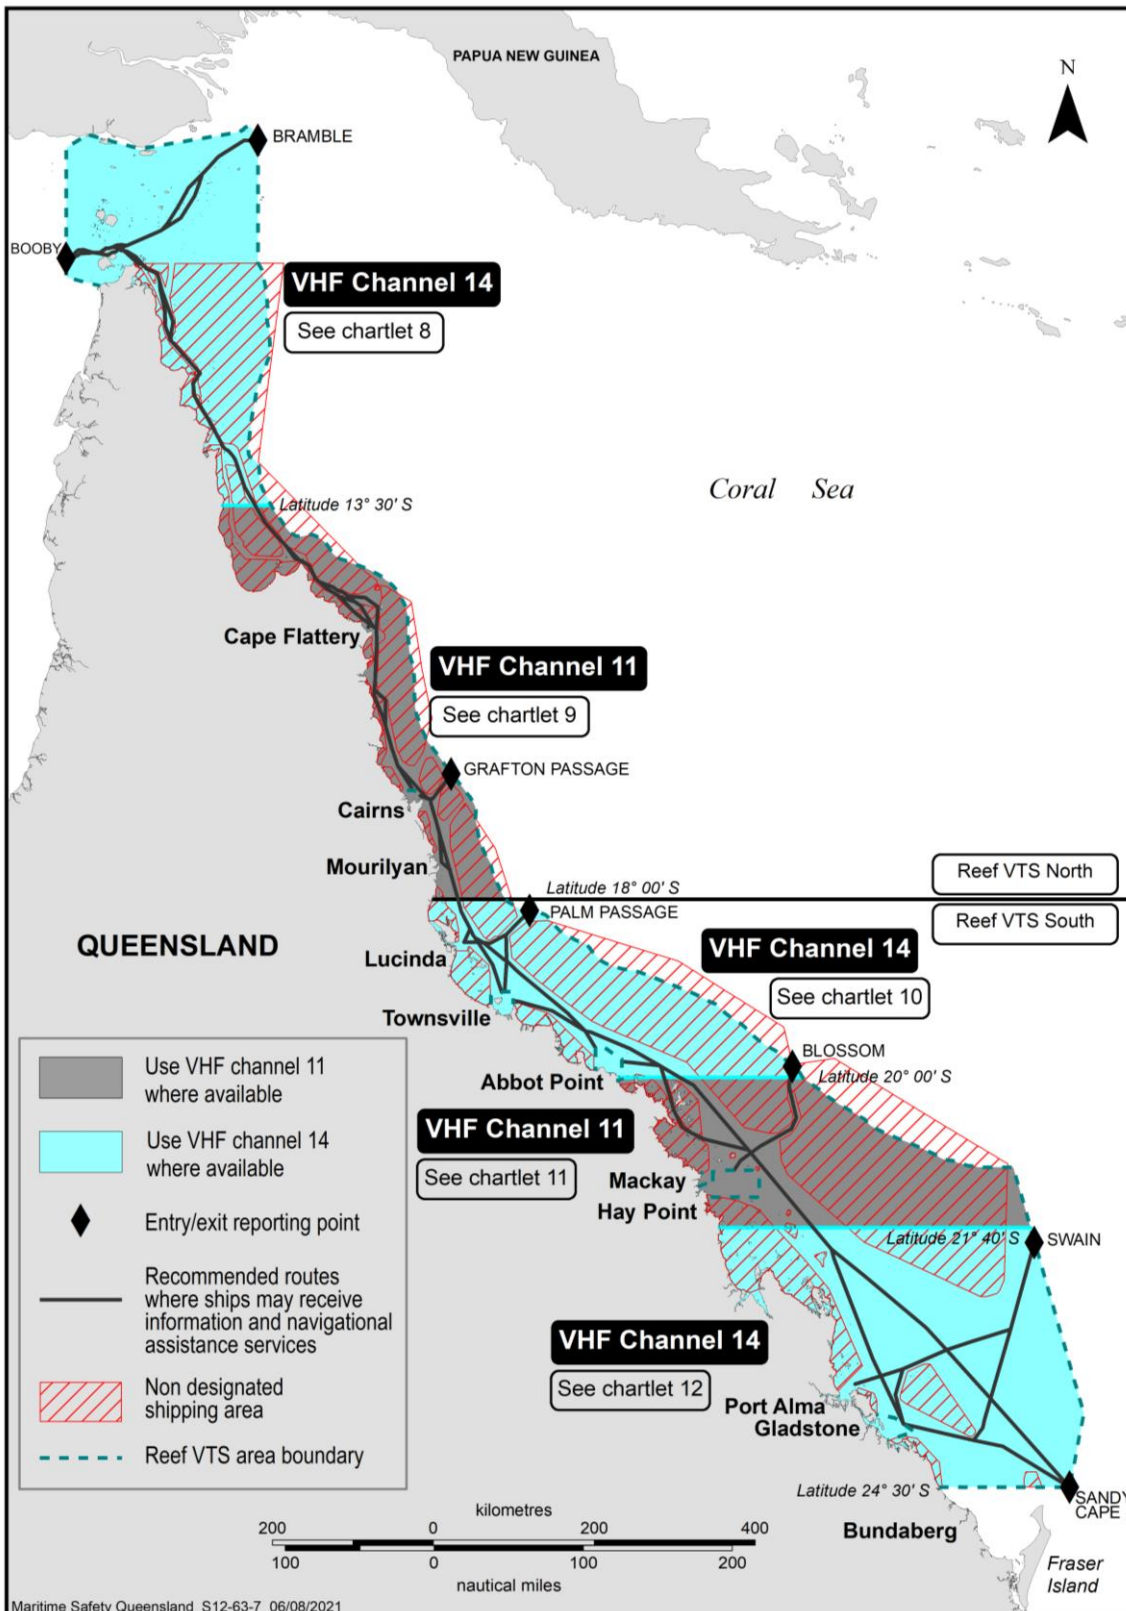 PAPUA NEW GUINEA
N
BRAMBLE
BOOBY
VHF Channel 14
See chartlet 8
Coral Sea
Latitude 13° 30' S
Cape Flattery
VHF Channel 11
See chartlet 9
GRAFTON PASSAGE
Cairns
Mourilyan
Reef VTS North
Latitude 18° 00' S
PALM PASSAGE
Reef VTS South
QUEENSLAND
VHF Channel 14
Lucinda
See chartlet 10
Townsville
BLOSSOM
Latitude 20° 00' S
Abbot Point
VHF Channel 11
See chartlet 11
Mackay
Hay Point
Latitude 21° 40' S
SWAIN
VHF Channel 14
See chartlet 12
Port Alma
Gladstone
Latitude 24° 30' S
SANDY
CAPE
Bundaberg
Fraser
Island
Use VHF channel 11
where available
Use VHF channel 14
where available
Entry/exit reporting point
Recommended routes
where ships may receive
information and navigational
assistance services
Non designated
shipping area
Reef VTS area boundary
kilometres
200 0 200 400
100 0 100 200
nautical miles
Maritime Safety Queensland S12-63-7 06/08/2021